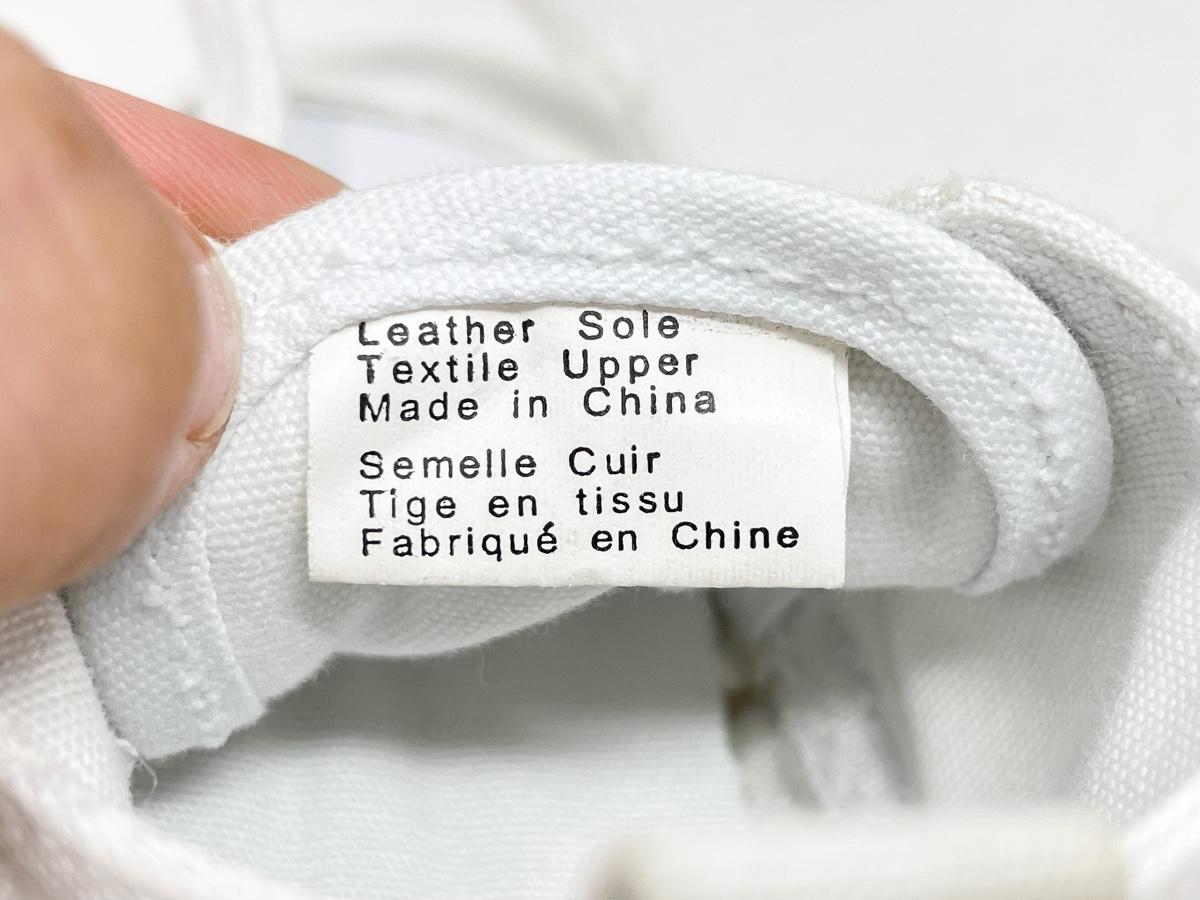 Leather Sole
Textile Upper
Made in China
Semelle Cuir
Tige en tissu
Fabriqué en Chine